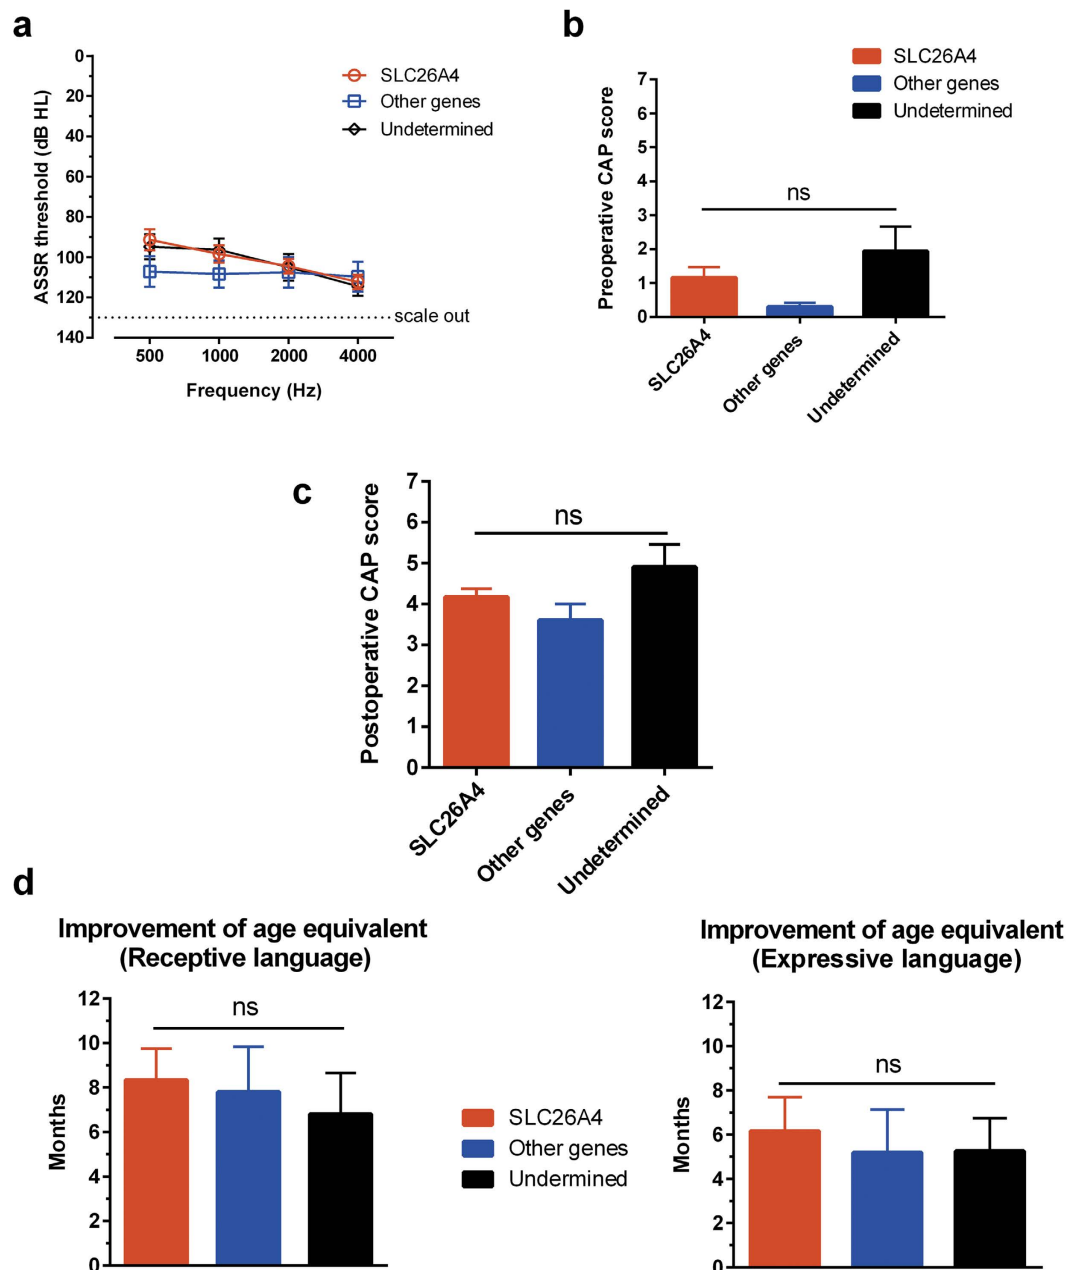 a
0
20
40
60
80
100
120
140
ASSR threshold (dB HL)
SLC26A4
Other genes
Undetermined
scale out
500 1000 2000 4000
Frequency (Hz)
b
7
6
5
4
3
2
1
0
Preoperative CAP score
SLC26A4
Other genes
Undetermined
ns
SLC26A4
Other genes
Undetermined
c
7
6
5
4
3
2
1
0
Postoperative CAP score
ns
SLC26A4
Other genes
Undetermined
d
Improvement of age equivalent
(Receptive language)
12
10
8
6
4
2
0
Months
ns
SLC26A4
Other genes
Undermined
Improvement of age equivalent
(Expressive language)
12
10
8
6
4
2
0
Months
ns